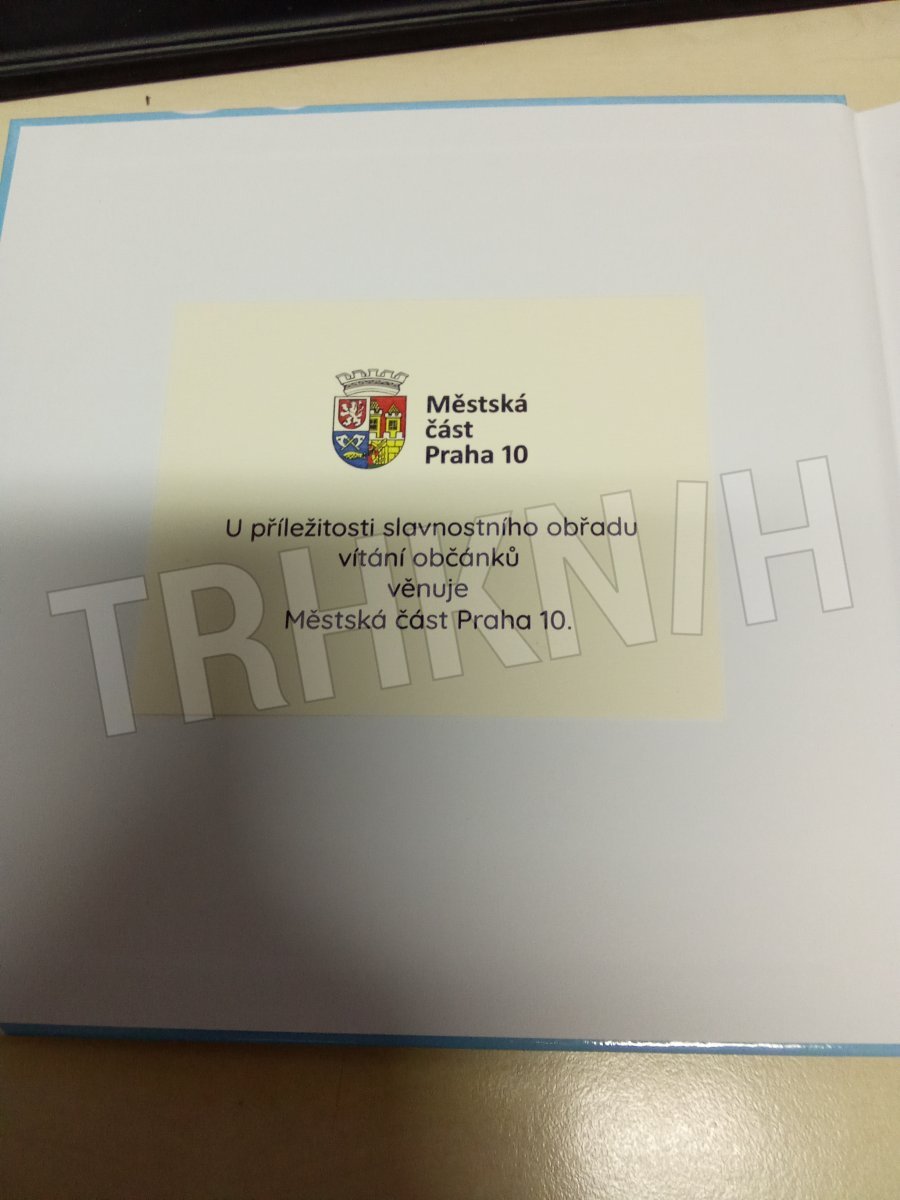 Městská
část
Praha 10
U příležitosti slavnostního obřadu
vítání občánků
věnuje
Městská část Praha 10.
TRHKNIH